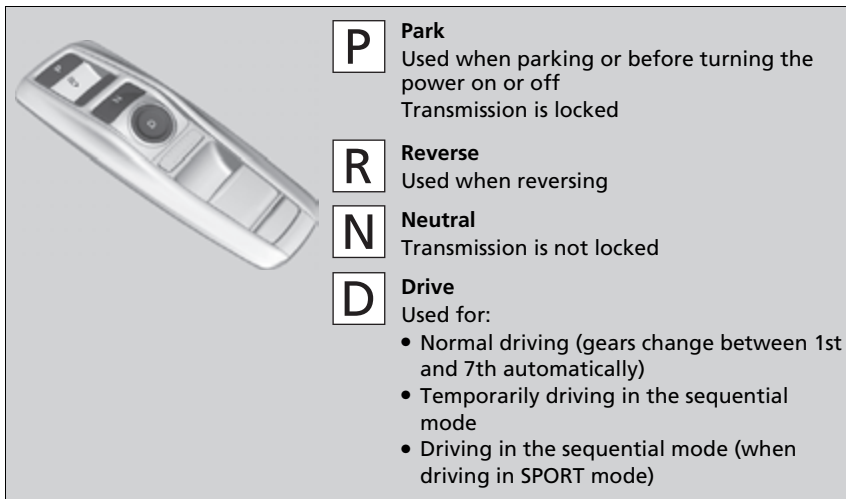 P
Park
Used when parking or before turning the
power on or off
Transmission is locked
R
Reverse
Used when reversing
N
Neutral
Transmission is not locked
D
Drive
Used for:
● Normal driving (gears change between 1st
and 7th automatically)
● Temporarily driving in the sequential
mode
● Driving in the sequential mode (when
driving in SPORT mode)